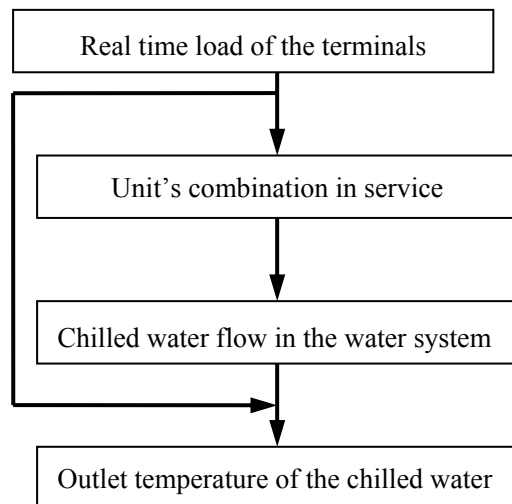 Real time load of the terminals
Unit’s combination in service
Chilled water flow in the water system
Outlet temperature of the chilled water